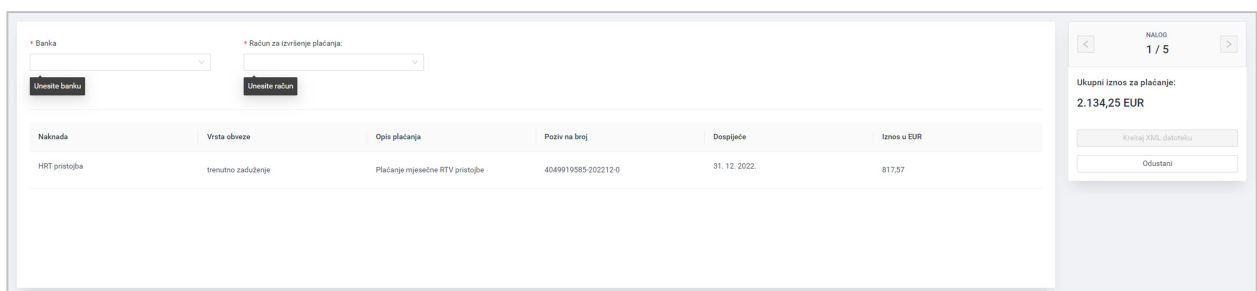 * Banka
* Račun za izvršenje plaćanja:
Unesite banku
Unesite račun
Naknada Vrsta obveze Opis plaćanja Poziv na broj Dospijeće Iznos u EUR
HRT pristojba trenutno zaduženje Plaćanje mjesečne RTV pristojbe 4049919585-202212-0 31. 12. 2022. 817,57
NALOG
< 1 / 5 >
Ukupni iznos za plaćanje:
2.134,25 EUR
Kreiraj XML datoteku
Odustani